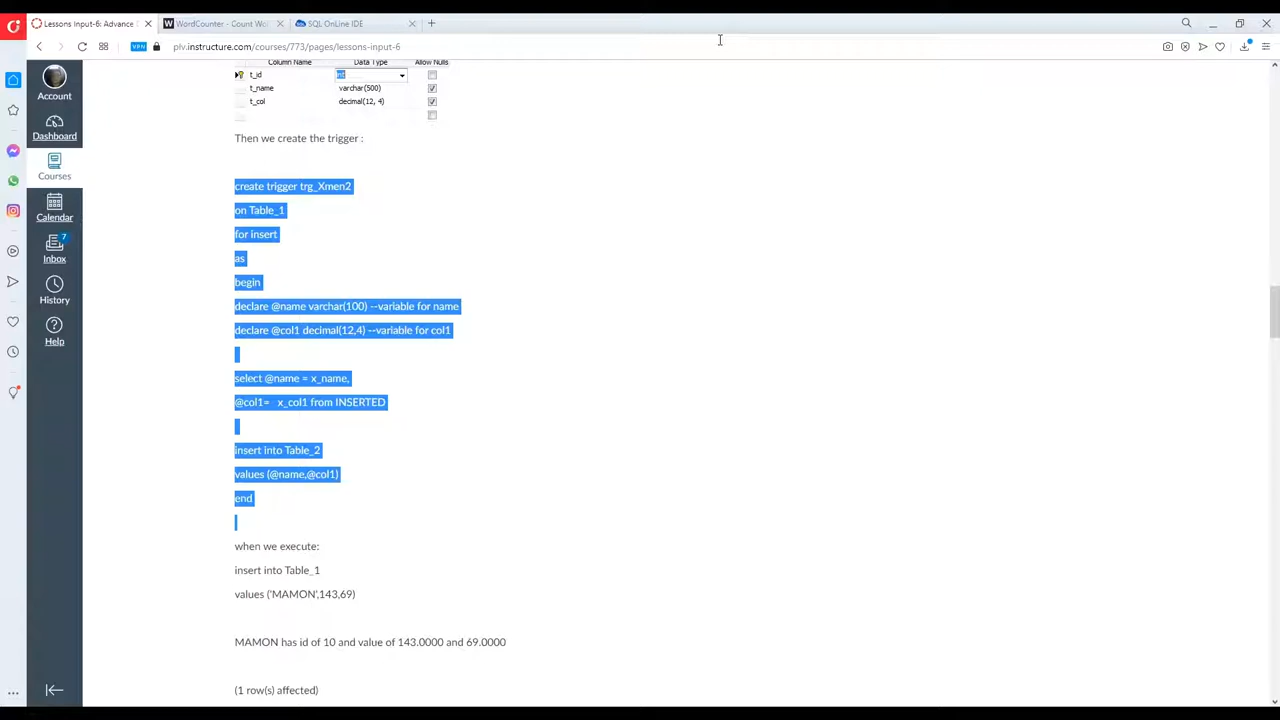 Lessons Input-6: Advance
WordCounter - Count Wo
SQL OnLine IDE
VPN
plv.instructure.com/courses/773/pages/lessons-input-6
Account
Dashboard
Courses
Calendar
7
Inbox
History
Help
Column Name Data Type Allow Nulls
t_id int
t_name varchar(500)
t_col decimal(12, 4)
Then we create the trigger :
create trigger trg_Xmen2
on Table_1
for insert
as
begin
declare @name varchar(100) --variable for name
declare @col1 decimal(12,4) --variable for col1
select @name = x_name,
@col1= x_col1 from INSERTED
insert into Table_2
values (@name,@col1)
end
when we execute:
insert into Table_1
values ('MAMON',143,69)
MAMON has id of 10 and value of 143.0000 and 69.0000
(1 row(s) affected)